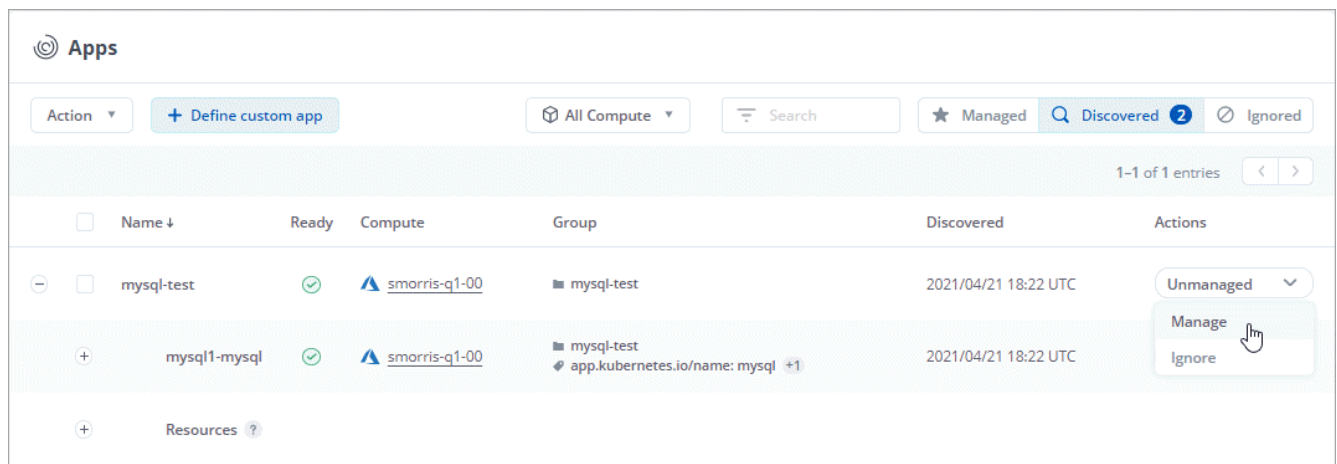 Apps
Action + Define custom app All Compute Search Managed Discovered 2 Ignored
1–1 of 1 entries
Name Ready Compute Group Discovered Actions
mysql-test smorris-q1-00 mysql-test 2021/04/21 18:22 UTC Unmanaged
Manage
mysql-test
mysql1-mysql smorris-q1-00 2021/04/21 18:22 UTC
app.kubernetes.io/name: mysql +1
Ignore
Resources ?